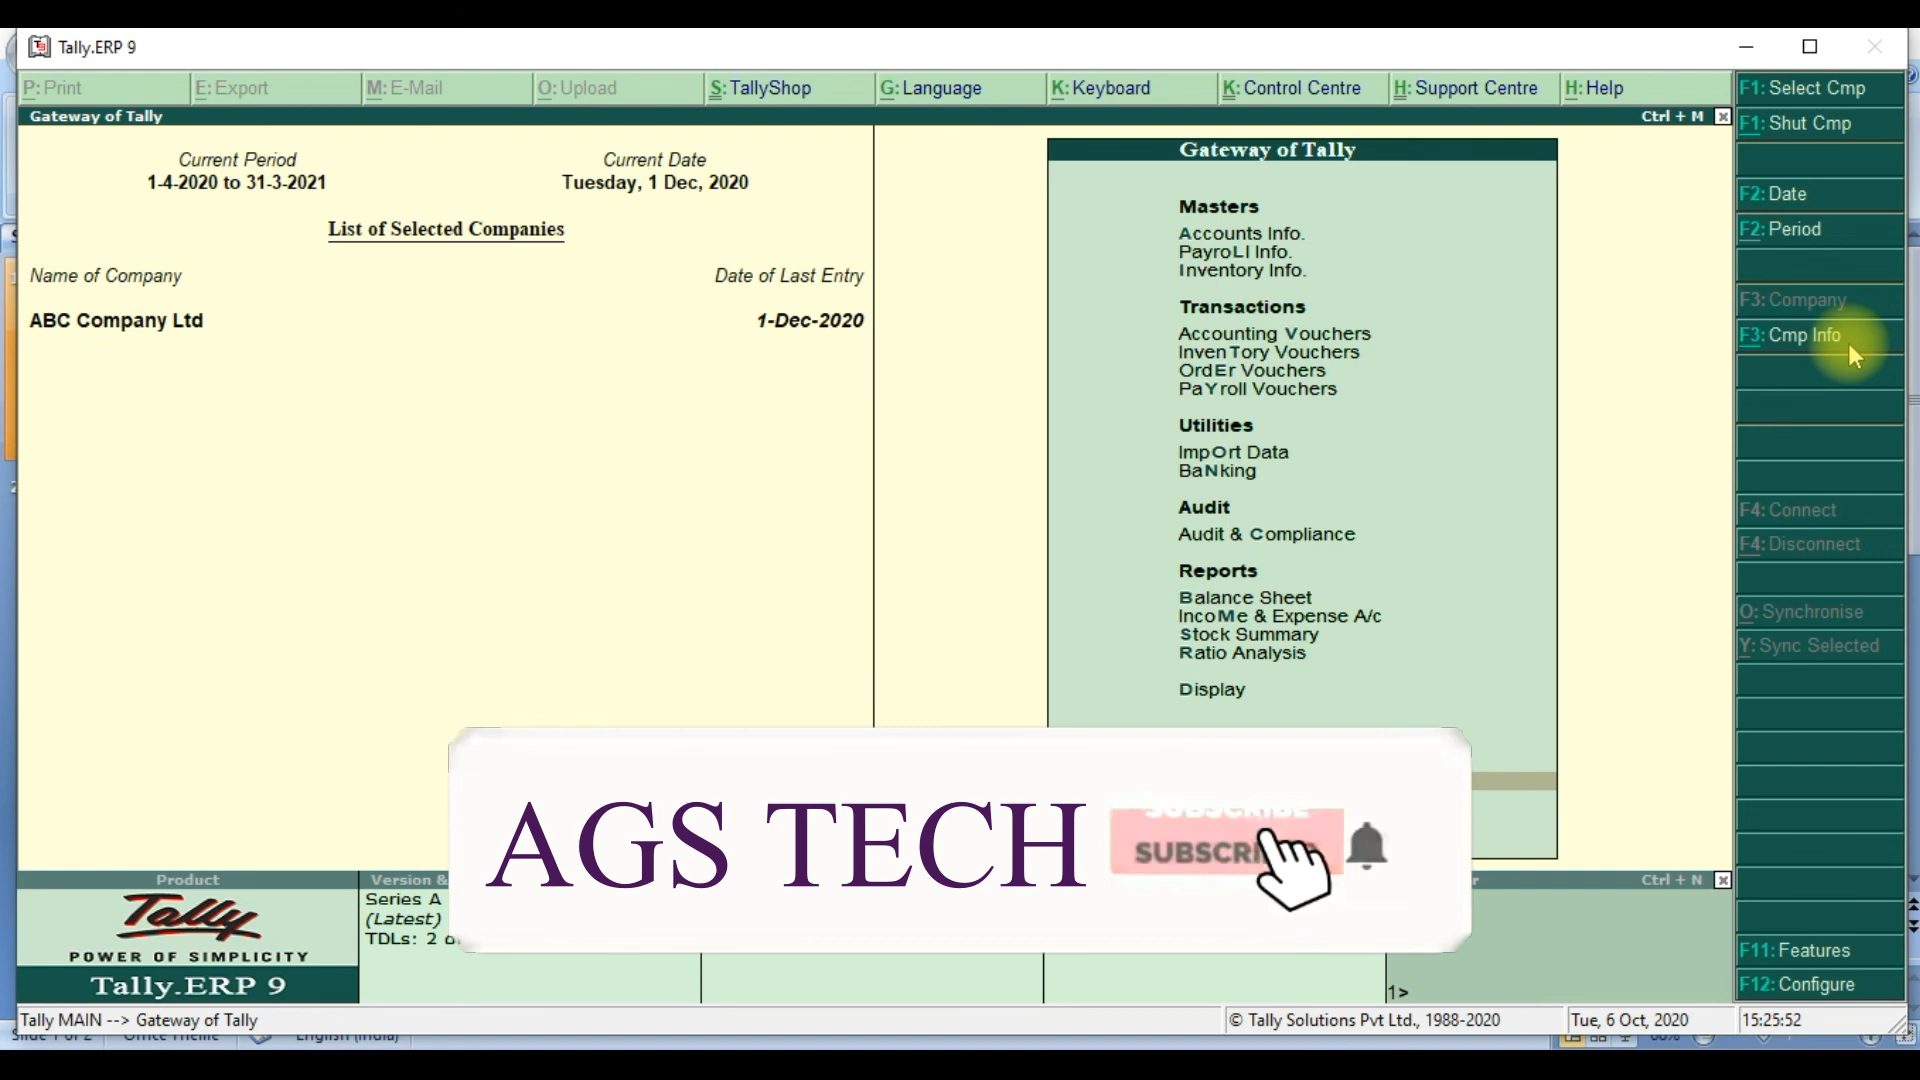 Tally.ERP 9
P: Print E: Export M: E-Mail O: Upload S: TallyShop G: Language K: Keyboard K: Control Centre H: Support Centre H: Help
Gateway of Tally Ctrl + M
Current Period Current Date
1-4-2020 to 31-3-2021 Tuesday, 1 Dec, 2020
List of Selected Companies
Name of Company Date of Last Entry
ABC Company Ltd 1-Dec-2020
Gateway of Tally
Masters
Accounts Info.
PayroLl Info.
Inventory Info.
Transactions
Accounting Vouchers
InvenTory Vouchers
OrdEr Vouchers
PaYroll Vouchers
Utilities
ImpOrt Data
BaNking
Audit
Audit & Compliance
Reports
Balance Sheet
IncoMe & Expense A/c
Stock Summary
Ratio Analysis
Display
F1: Select Cmp
F1: Shut Cmp
F2: Date
F2: Period
F3: Company
F3: Cmp Info
F4: Connect
F4: Disconnect
O: Synchronise
Y: Sync Selected
F11: Features
F12: Configure
AGS TECH
Product
Tally
POWER OF SIMPLICITY
Tally.ERP 9
Version &
Series A
(Latest)
TDLs: 2
Ctrl + N
1>
Tally MAIN --> Gateway of Tally © Tally Solutions Pvt Ltd., 1988-2020 Tue, 6 Oct, 2020 15:25:52